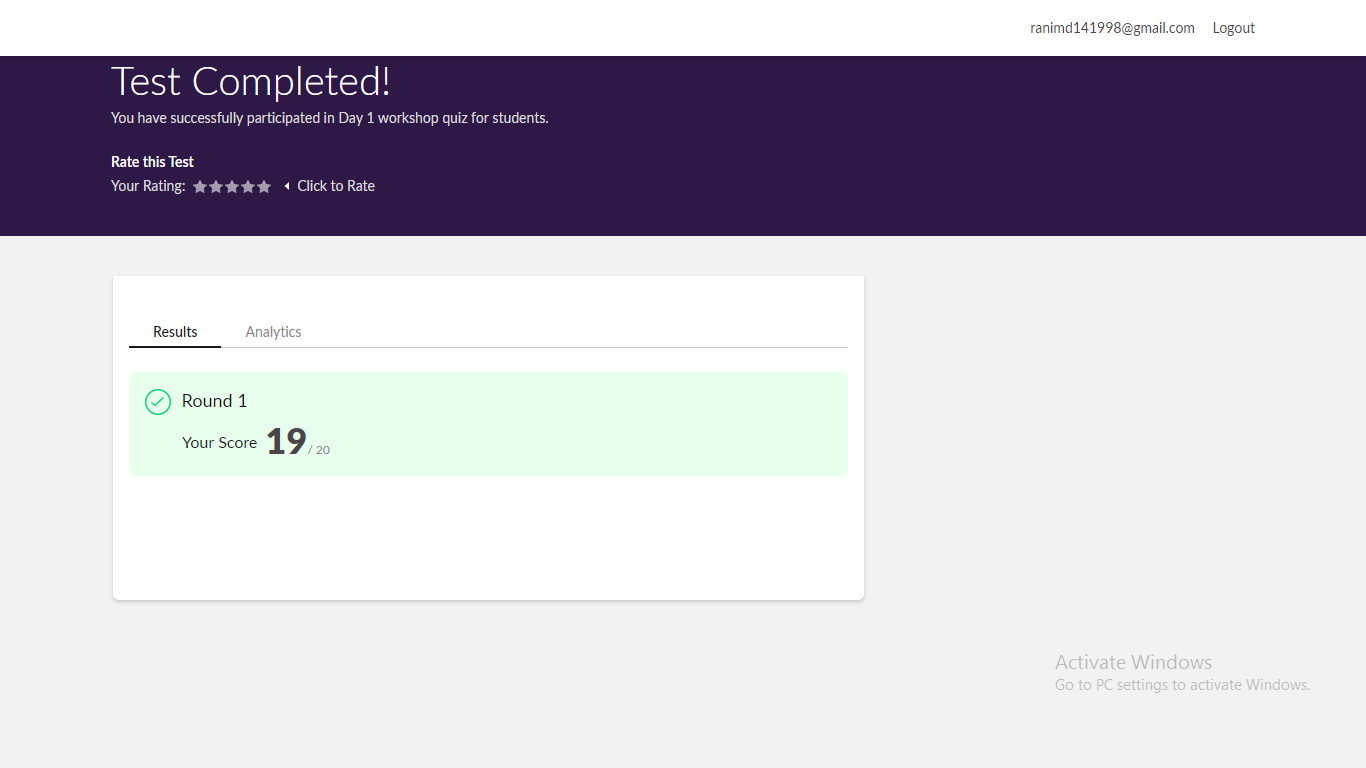 ranimd141998@gmail.com Logout
Test Completed!
You have successfully participated in Day 1 workshop quiz for students.
Rate this Test
Your Rating: Click to Rate
Results Analytics
Round 1
Your Score 19 / 20
Activate Windows
Go to PC settings to activate Windows.